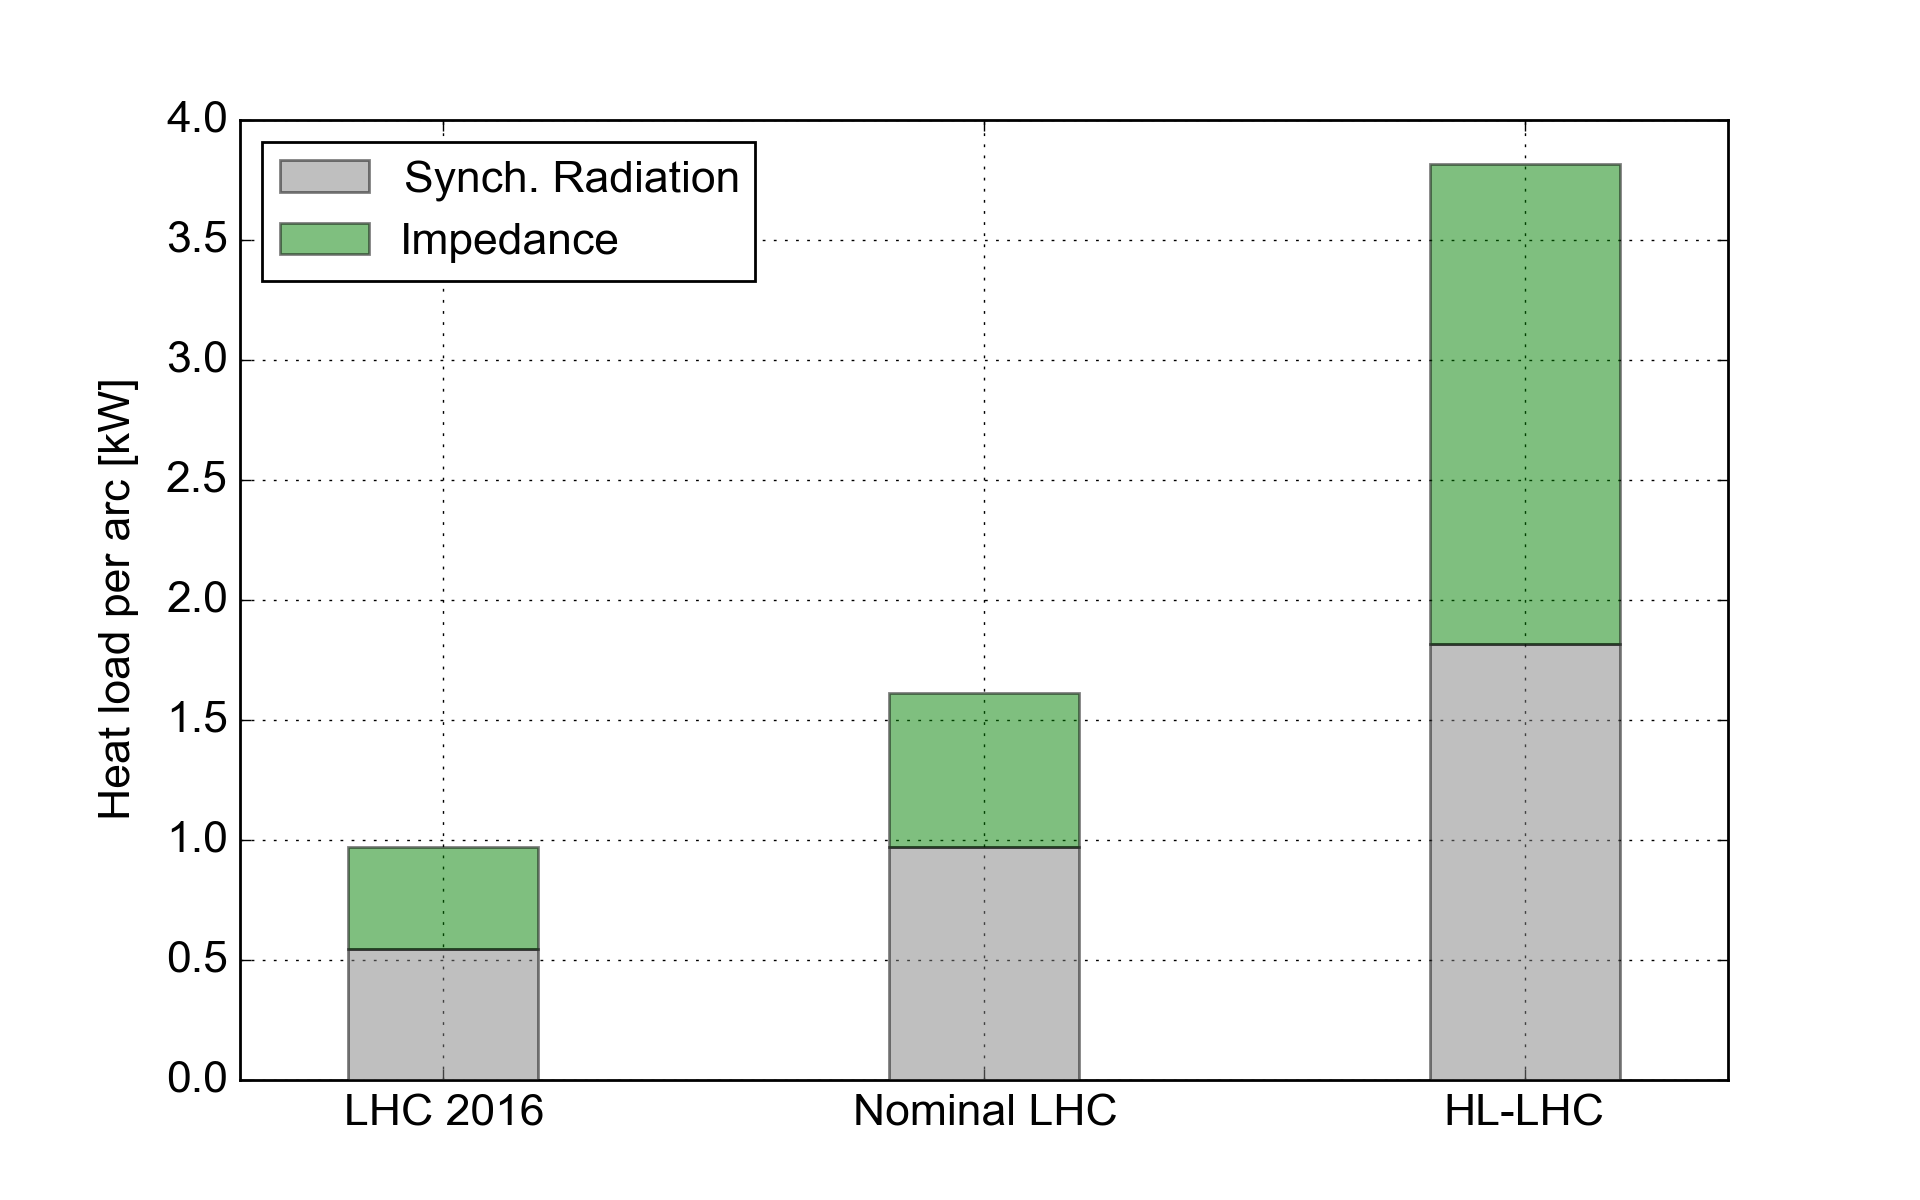 4.0
3.5
3.0
2.5
2.0
1.5
1.0
0.5
0.0
Heat load per arc [kW]
Synch. Radiation
Impedance
LHC 2016
Nominal LHC
HL-LHC